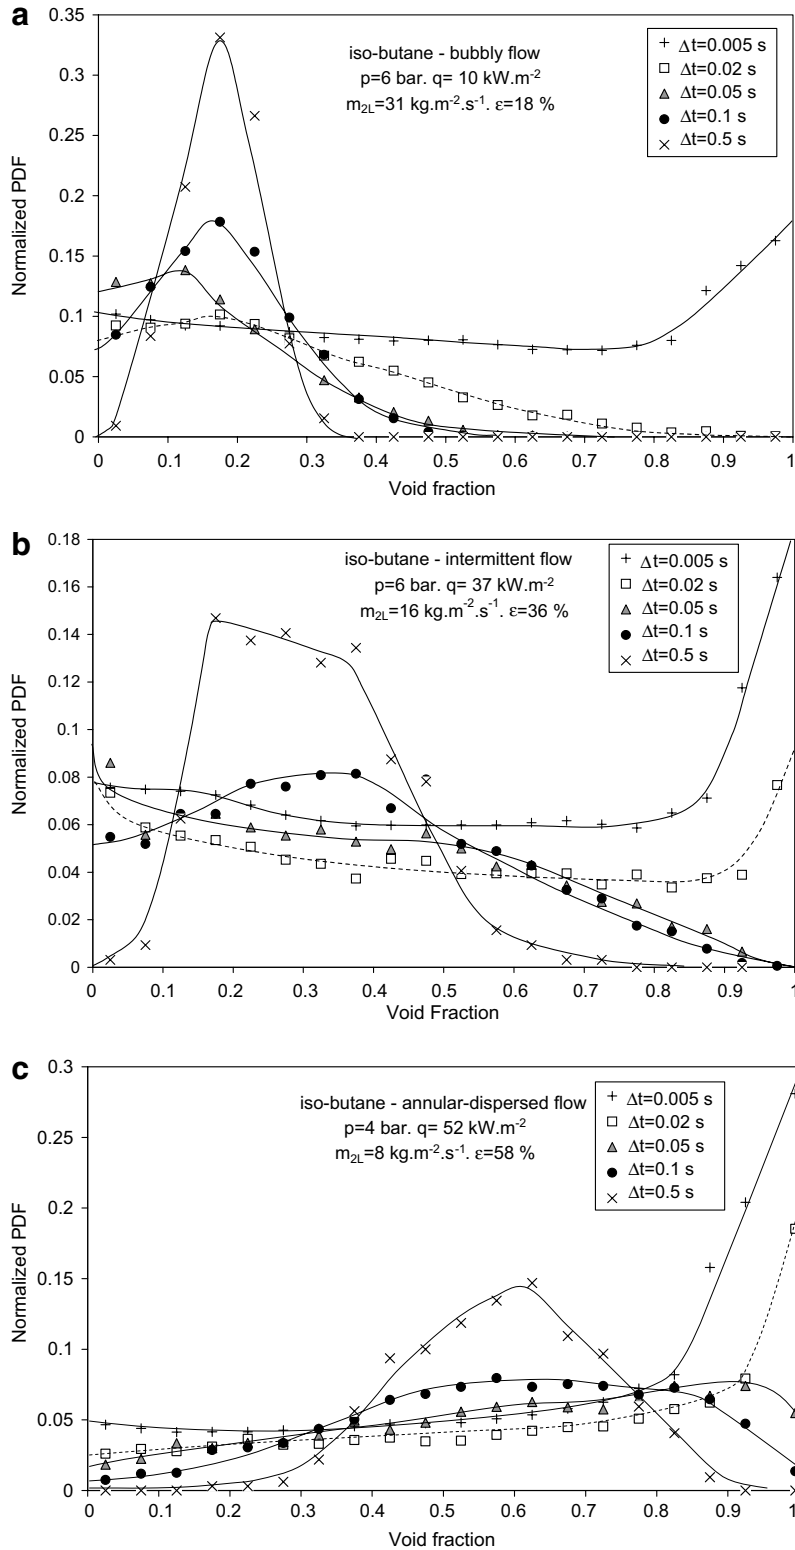 a
0.35
0.3
0.25
0.2
0.15
0.1
0.05
0
Normalized PDF
iso-butane - bubbly flow
p=6 bar. q= 10 kW.m-2
m2L=31 kg.m-2.s-1. ε=18 %
Δt=0.005 s
Δt=0.02 s
Δt=0.05 s
Δt=0.1 s
Δt=0.5 s
0 0.1 0.2 0.3 0.4 0.5 0.6 0.7 0.8 0.9 1
Void fraction
b
0.18
0.16
0.14
0.12
0.1
0.08
0.06
0.04
0.02
0
Normalized PDF
iso-butane - intermittent flow
p=6 bar. q= 37 kW.m-2
m2L=16 kg.m-2.s-1. ε=36 %
Δt=0.005 s
Δt=0.02 s
Δt=0.05 s
Δt=0.1 s
Δt=0.5 s
0 0.1 0.2 0.3 0.4 0.5 0.6 0.7 0.8 0.9 1
Void Fraction
c
0.3
0.25
0.2
0.15
0.1
0.05
0
Normalized PDF
iso-butane - annular-dispersed flow
p=4 bar. q= 52 kW.m-2
m2L=8 kg.m-2.s-1. ε=58 %
Δt=0.005 s
Δt=0.02 s
Δt=0.05 s
Δt=0.1 s
Δt=0.5 s
0 0.1 0.2 0.3 0.4 0.5 0.6 0.7 0.8 0.9 1
Void fraction